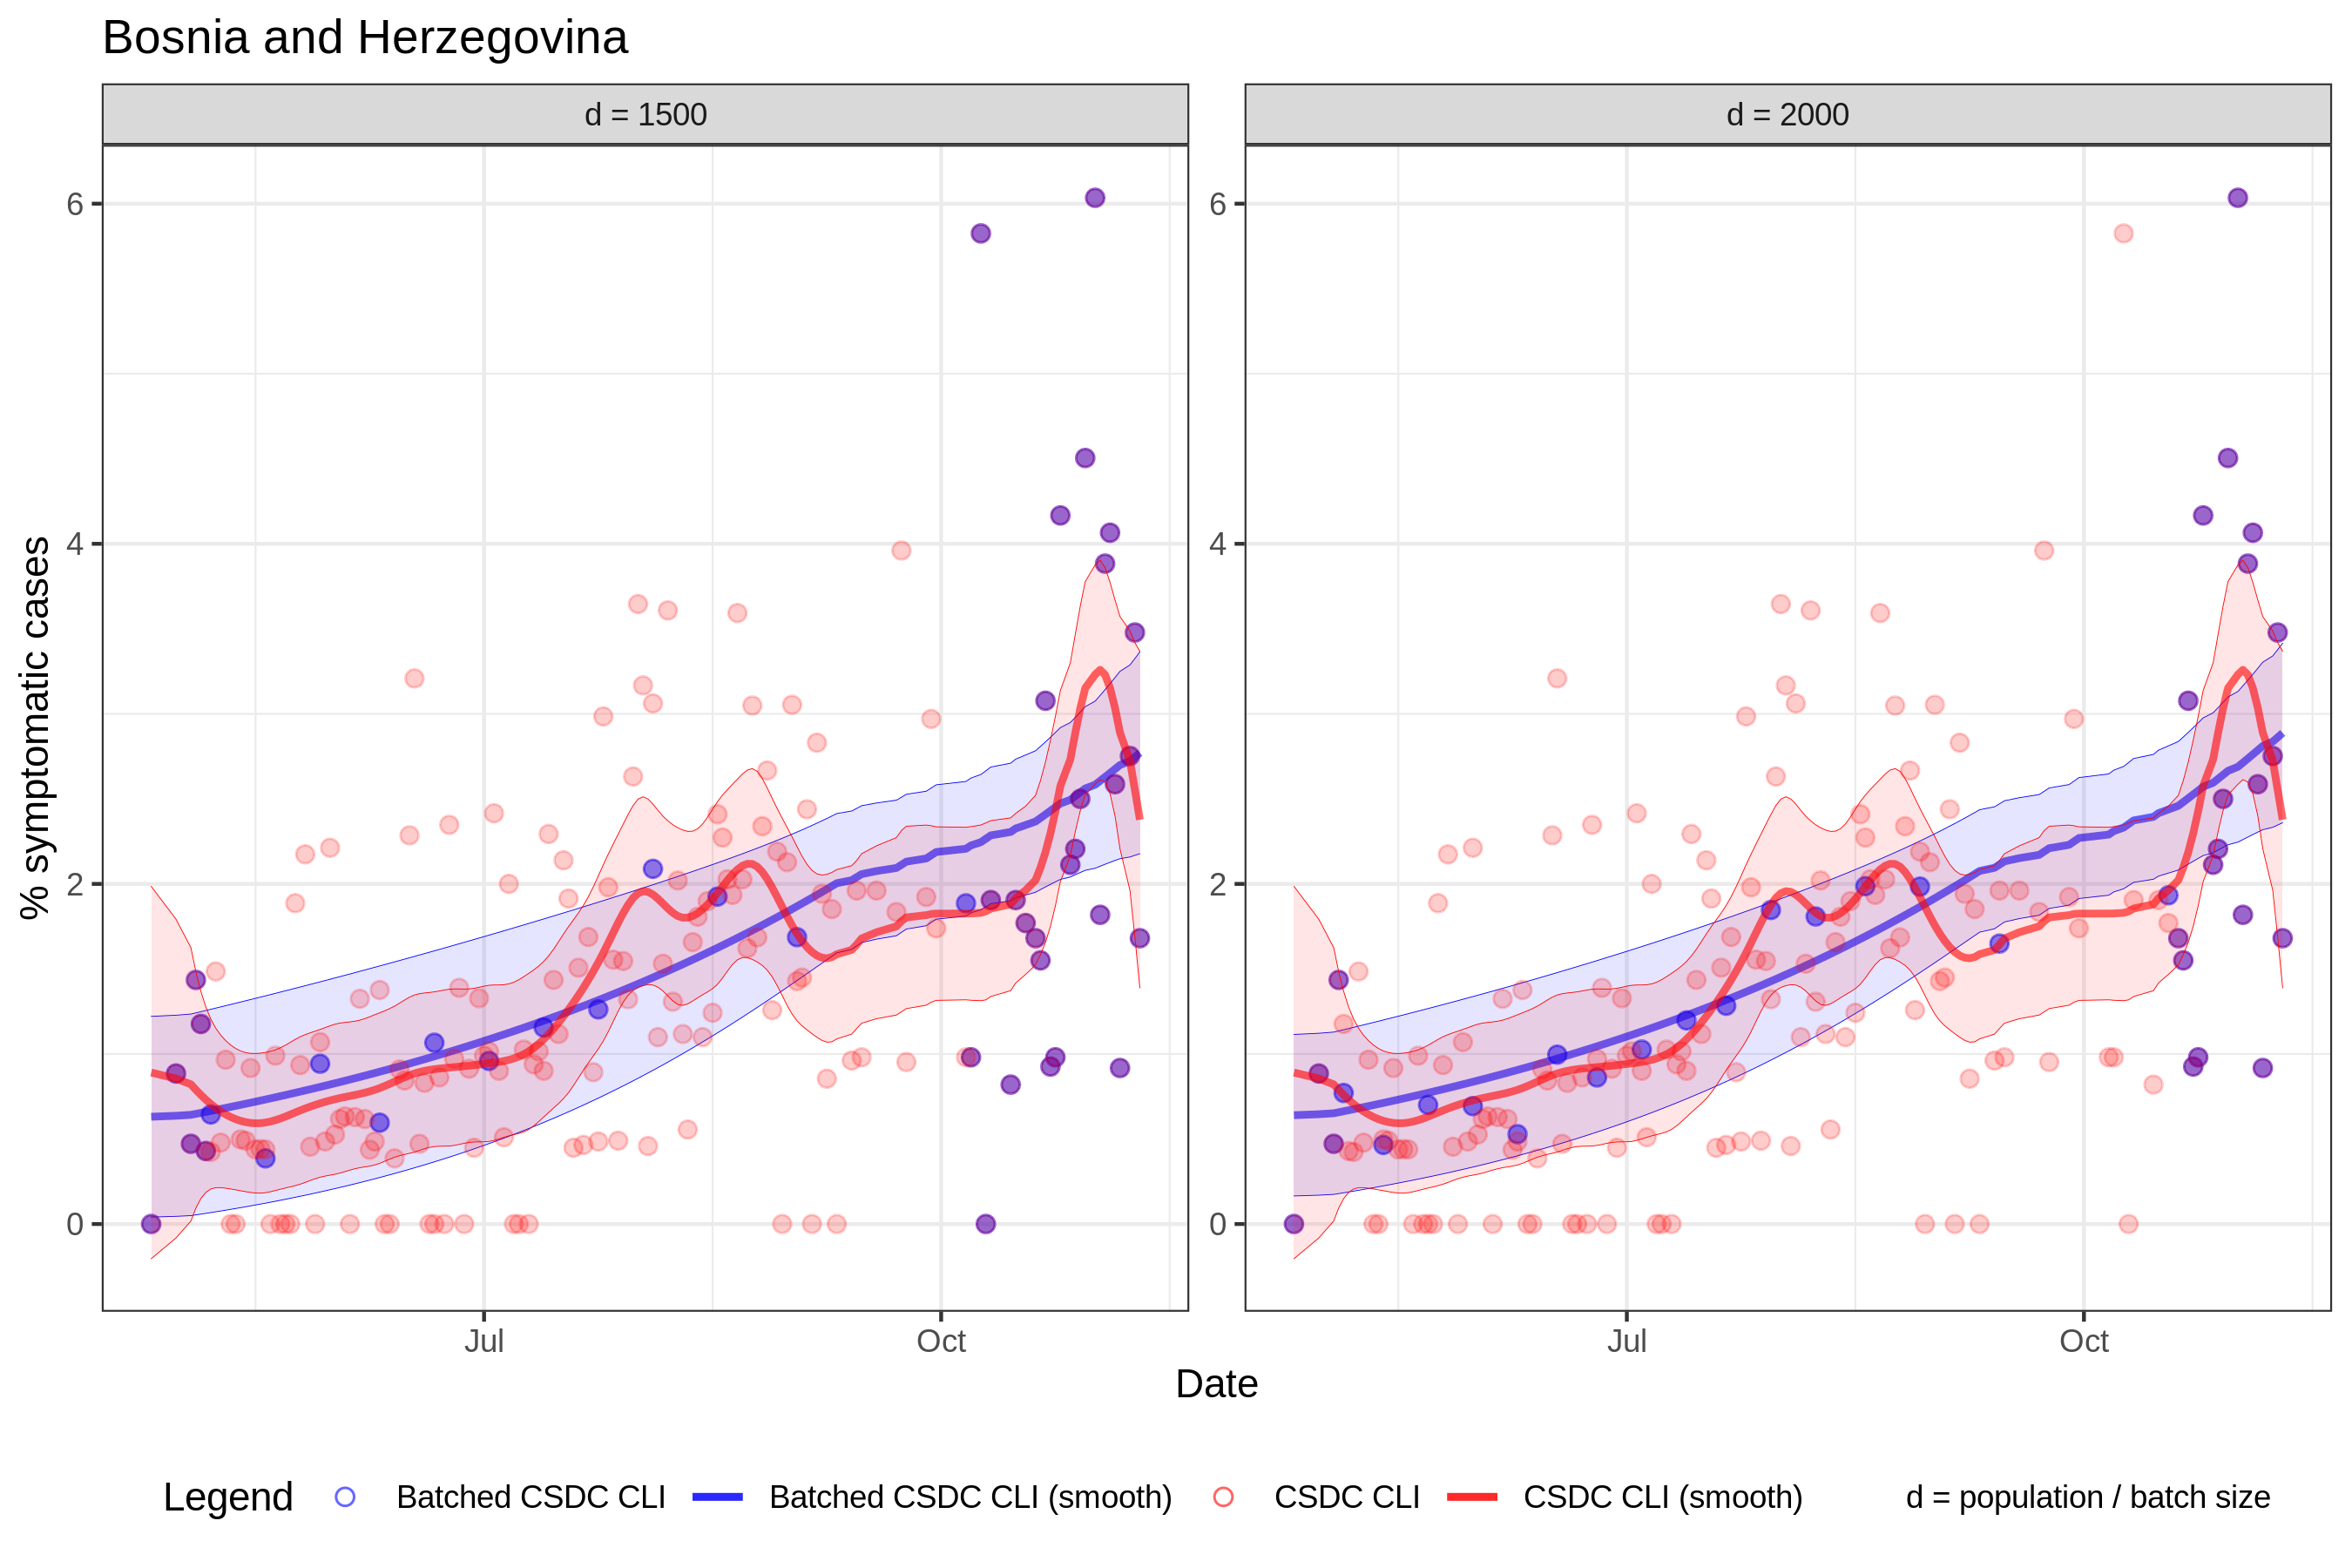 Bosnia and Herzegovina
d = 1500
d = 2000
% symptomatic cases
6
4
2
0
6
4
2
0
Jul
Oct
Jul
Oct
Date
Legend
Batched CSDC CLI
Batched CSDC CLI (smooth)
CSDC CLI
CSDC CLI (smooth)
d = population / batch size